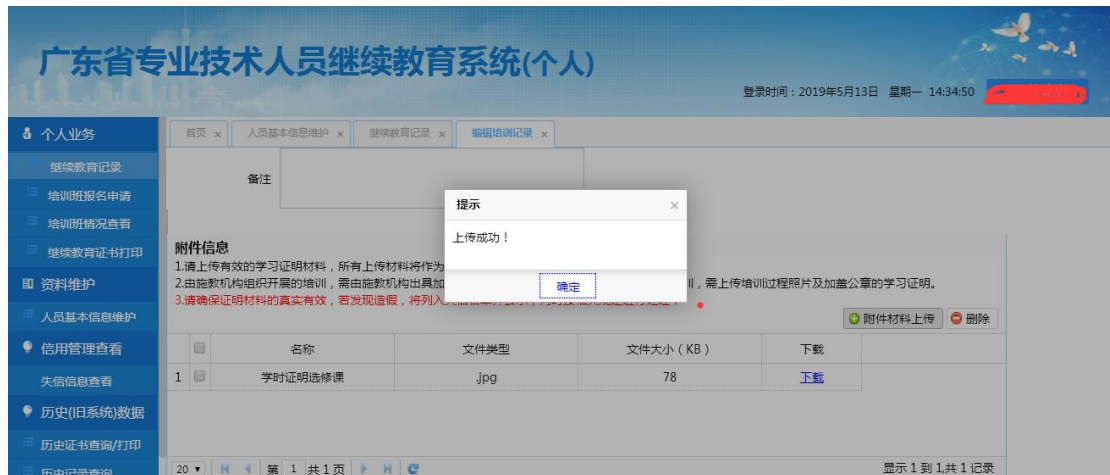 广东省专业技术人员继续教育系统(个人)
登录时间：2019年5月13日 星期一 14:34:50
个人业务
继续教育记录
培训班报名申请
培训班情况查看
继续教育证书打印
资料维护
人员基本信息维护
信用管理查看
失信信息查看
历史(旧系统)数据
历史证书查询/打印
历史记录查询
首页 × 人员基本信息维护 × 继续教育记录 × 编辑培训记录 ×
备注
提示 ×
上传成功！
确定
附件信息
1.请上传有效的学习证明材料，所有上传材料将作为
2.由施教机构组织开展的培训，需由施教机构出具加 ，需上传培训过程照片及加盖公章的学习证明。
3.请确保证明材料的真实有效，若发现造假，将列入
附件材料上传 删除
名称 文件类型 文件大小（KB） 下载
1 学时证明选修课 .jpg 78 下载
20 第 1 共1页 显示 1 到 1,共 1 记录